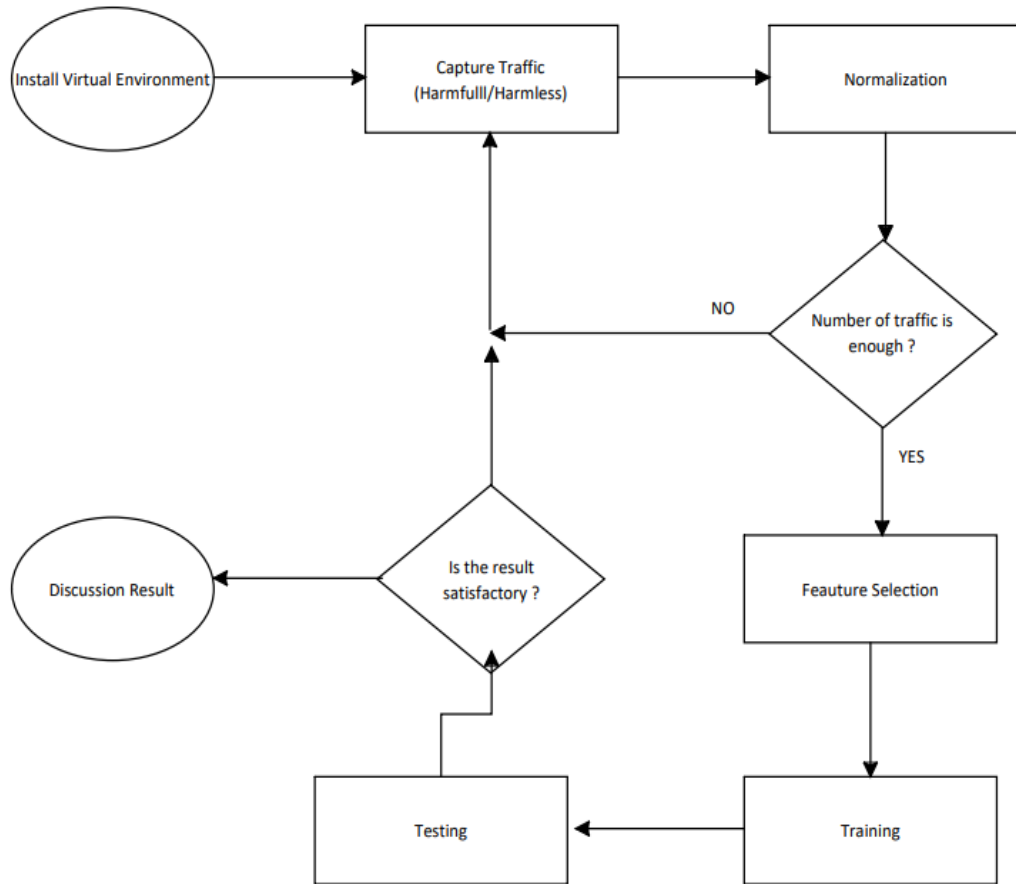 Install Virtual Environment
Capture Traffic
(Harmfulll/Harmless)
Normalization
NO
Number of traffic is
enough ?
YES
Feauture Selection
Training
Testing
Is the result
satisfactory ?
Discussion Result